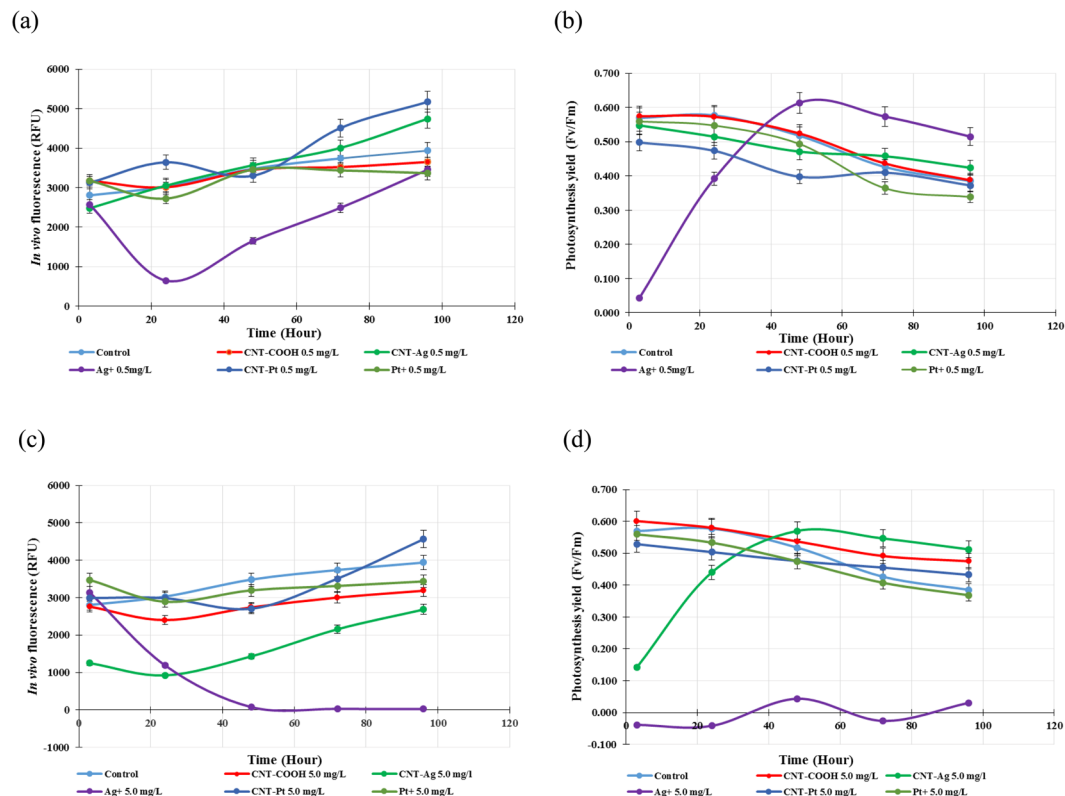 (a)
In vivo fluorescence (RFU)
6000
5000
4000
3000
2000
1000
0
0 20 40 60 80 100 120
Time (Hour)
Control CNT-COOH 0.5 mg/L CNT-Ag 0.5 mg/L
Ag+ 0.5mg/L CNT-Pt 0.5 mg/L Pt+ 0.5 mg/L
(b)
Photosynthesis yield (Fv/Fm)
0.700
0.600
0.500
0.400
0.300
0.200
0.100
0.000
0 20 40 60 80 100 120
Time (Hour)
Control CNT-COOH 0.5 mg/L CNT-Ag 0.5 mg/L
Ag+ 0.5mg/L CNT-Pt 0.5 mg/L Pt+ 0.5 mg/L
(c)
In vivo fluorescence (RFU)
6000
5000
4000
3000
2000
1000
0
-1000
0 20 40 60 80 100 120
Time (Hour)
Control CNT-COOH 5.0 mg/L CNT-Ag 5.0 mg/l
Ag+ 5.0 mg/L CNT-Pt 5.0 mg/L Pt+ 5.0 mg/L
(d)
Photosynthesis yield (Fv/Fm)
0.700
0.600
0.500
0.400
0.300
0.200
0.100
0.000
-0.100
0 20 40 60 80 100 120
Time (Hour)
Control CNT-COOH 5.0 mg/L CNT-Ag 5.0 mg/l
Ag+ 5.0 mg/L CNT-Pt 5.0 mg/L Pt+ 5.0 mg/L